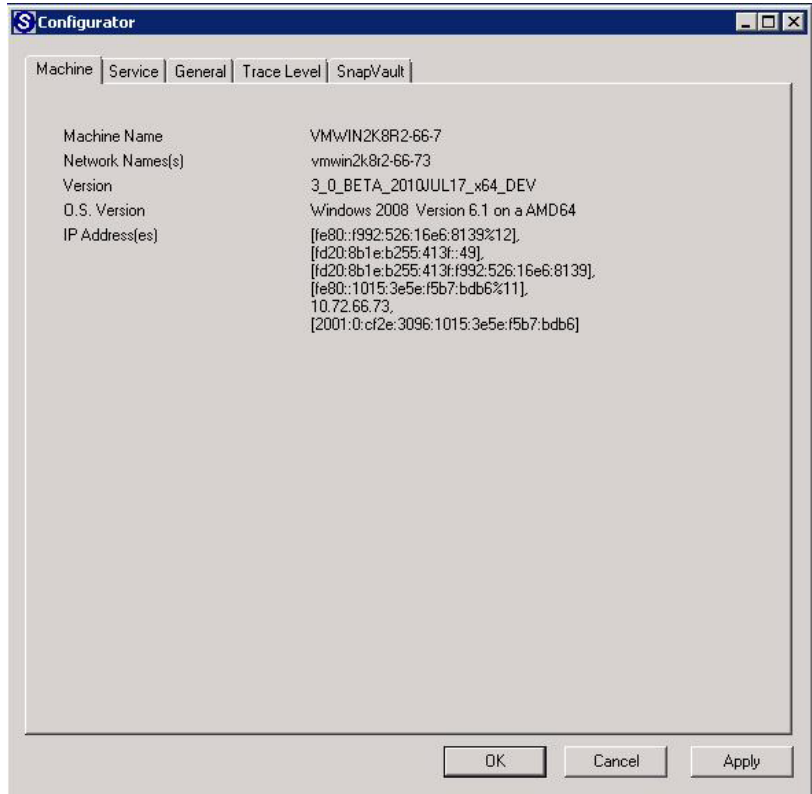 S Configurator
Machine Service General Trace Level SnapVault
Machine Name VMWIN2K8R2-66-7
Network Names(s) vmwin2k8r2-66-73
Version 3_0_BETA_2010JUL17_x64_DEV
O.S. Version Windows 2008 Version 6.1 on a AMD64
IP Address(es) [fe80::f992:526:16e6:8139%12],
[fd20:8b1e:b255:413f::49],
[fd20:8b1e:b255:413f:f992:526:16e6:8139],
[fe80::1015:3e5e:f5b7:bdb6%11],
10.72.66.73,
[2001:0:cf2e:3096:1015:3e5e:f5b7:bdb6]
OK Cancel Apply